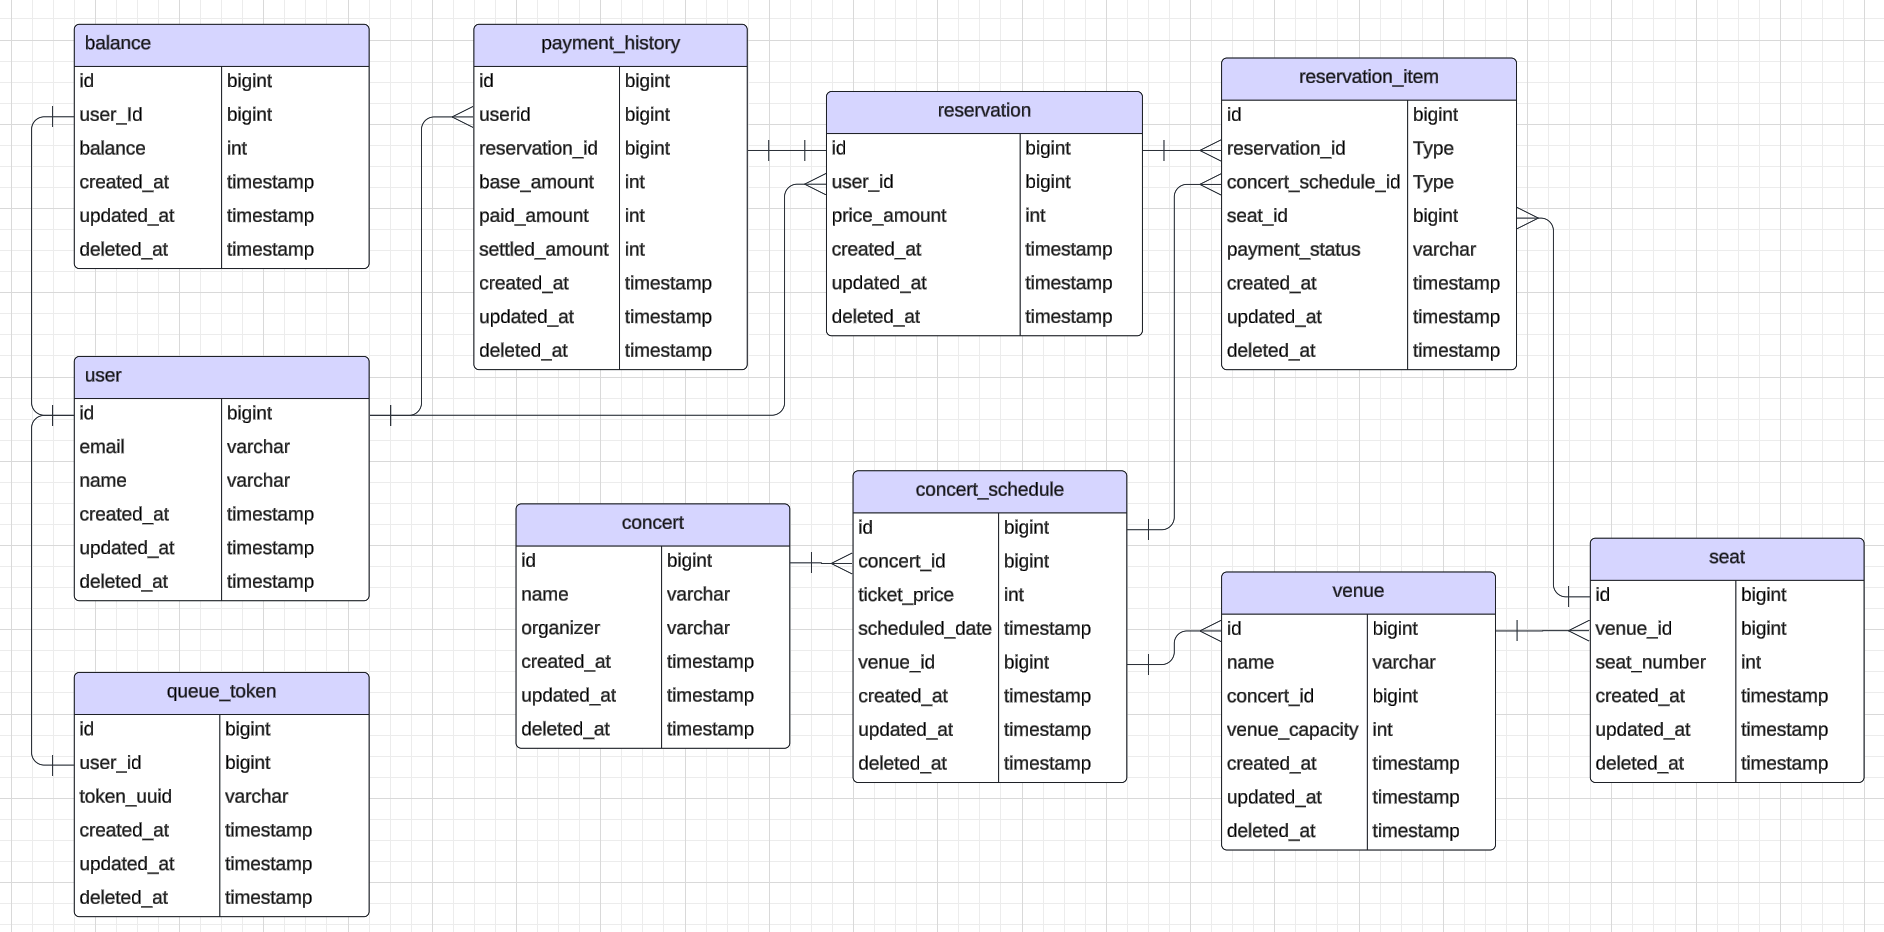 balance
id bigint
user_Id bigint
balance int
created_at timestamp
updated_at timestamp
deleted_at timestamp
payment_history
id bigint
userid bigint
reservation_id bigint
base_amount int
paid_amount int
settled_amount int
created_at timestamp
updated_at timestamp
deleted_at timestamp
reservation
id bigint
user_id bigint
price_amount int
created_at timestamp
updated_at timestamp
deleted_at timestamp
reservation_item
id bigint
reservation_id Type
concert_schedule_id Type
seat_id bigint
payment_status varchar
created_at timestamp
updated_at timestamp
deleted_at timestamp
user
id bigint
email varchar
name varchar
created_at timestamp
updated_at timestamp
deleted_at timestamp
concert
id bigint
name varchar
organizer varchar
created_at timestamp
updated_at timestamp
deleted_at timestamp
concert_schedule
id bigint
concert_id bigint
ticket_price int
scheduled_date timestamp
venue_id bigint
created_at timestamp
updated_at timestamp
deleted_at timestamp
venue
id bigint
name varchar
concert_id bigint
venue_capacity int
created_at timestamp
updated_at timestamp
deleted_at timestamp
seat
id bigint
venue_id bigint
seat_number int
created_at timestamp
updated_at timestamp
deleted_at timestamp
queue_token
id bigint
user_id bigint
token_uuid varchar
created_at timestamp
updated_at timestamp
deleted_at timestamp